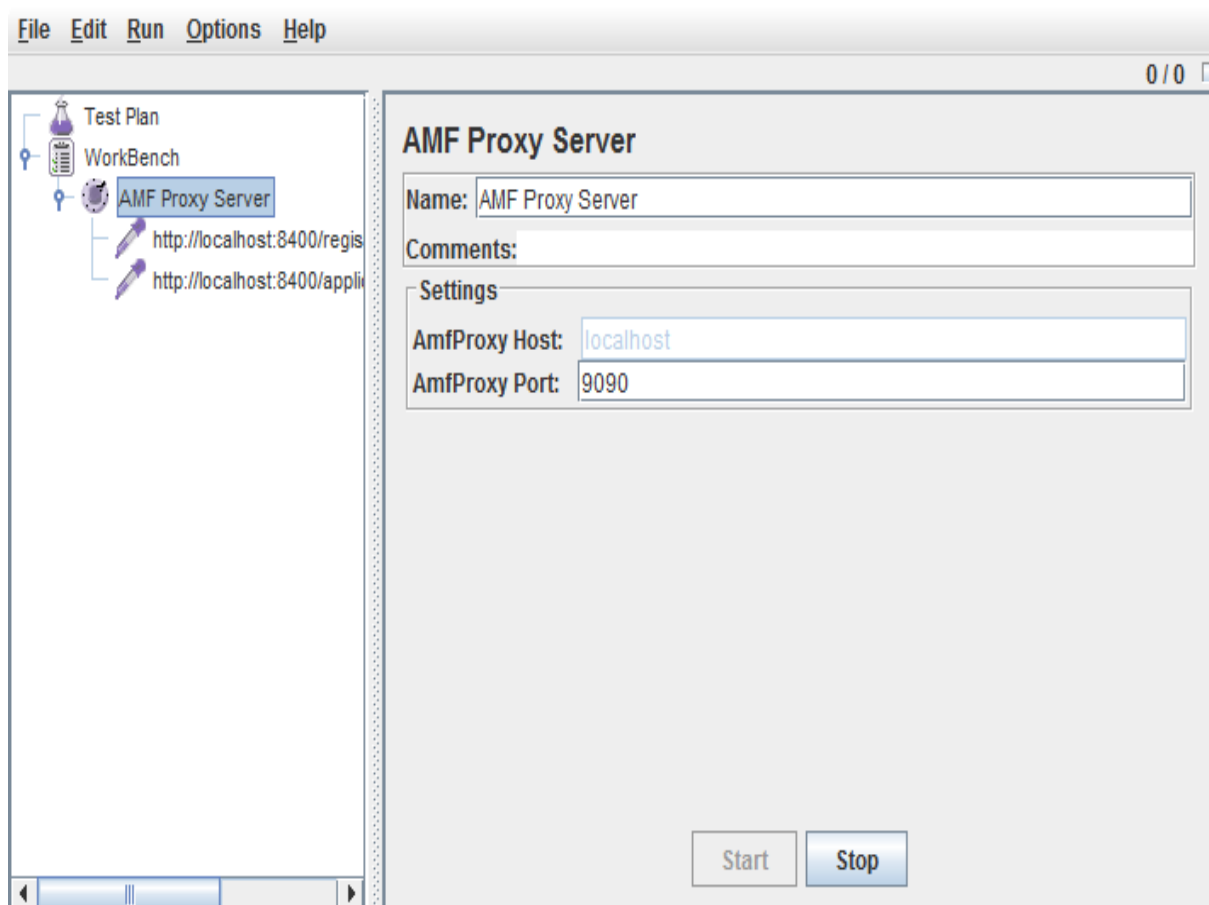 File Edit Run Options Help
0 / 0
Test Plan
WorkBench
AMF Proxy Server
http://localhost:8400/regis
http://localhost:8400/appli
AMF Proxy Server
Name: AMF Proxy Server
Comments:
Settings
AmfProxy Host: localhost
AmfProxy Port: 9090
Start Stop